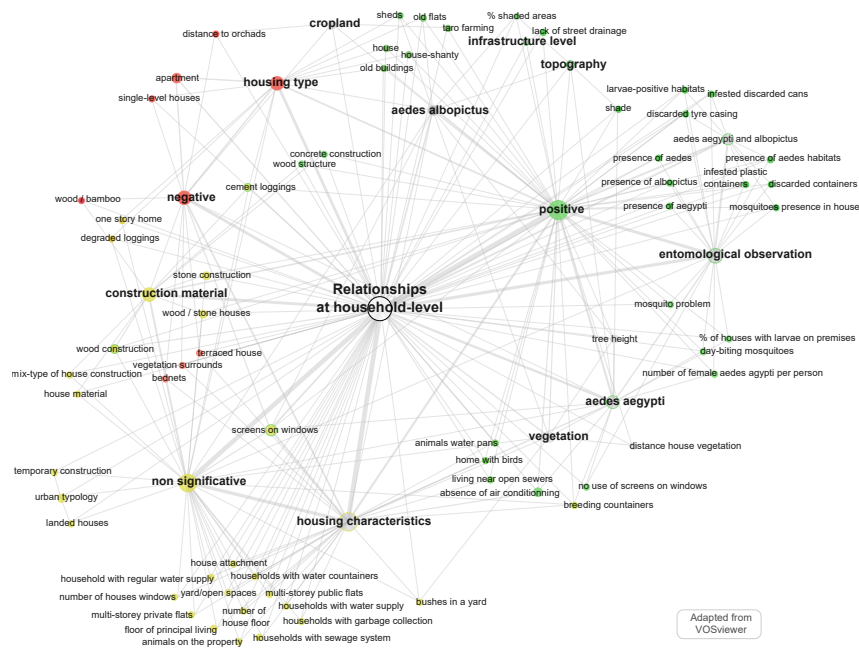 sheds
old flats
% shaded areas
cropland
taro farming
lack of street drainage
distance to orchads
infrastructure level
house
house-shanty
old buildings
topography
apartment
housing type
larvae-positive habitats
infested discarded cans
single-level houses
aedes albopictus
shade
discarded tyre casing
aedes aegypti and albopictus
concrete construction
wood structure
presence of aedes
presence of aedes habitats
cement loggings
presence of albopictus
infested plastic
containers
discarded containers
wood / bamboo
negative
positive
presence of aegypti
mosquitoes presence in house
one story home
degraded loggings
entomological observation
stone construction
construction material
Relationships
at household-level
mosquito problem
wood / stone houses
tree height
% of houses with larvae on premises
wood construction
terraced house
day-biting mosquitoes
vegetation surrounds
mix-type of house construction
bednets
number of female aedes agypti per person
house material
aedes aegypti
screens on windows
animals water pans
vegetation
distance house vegetation
home with birds
temporary construction
non significative
living near open sewers
absence of air conditionning
no use of screens on windows
urban typology
breeding countainers
landed houses
housing characteristics
house attachment
household with regular water supply
households with water countainers
number of houses windows
yard/open spaces
multi-storey public flats
bushes in a yard
households with water supply
multi-storey private flats
number of
house floor
households with garbage collection
floor of principal living
animals on the property
households with sewage system
Adapted from
VOSviewer